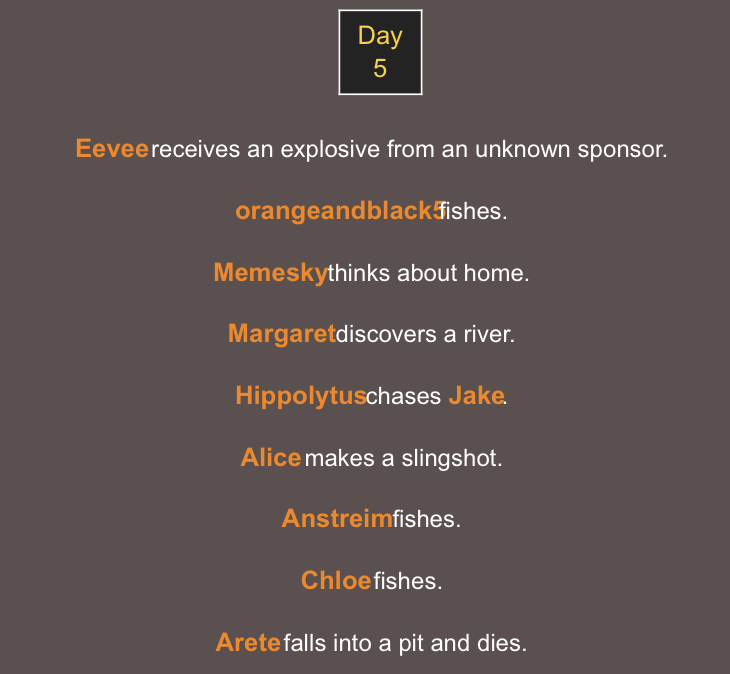 Day
5
Eevee receives an explosive from an unknown sponsor.
orangeandblack5 fishes.
Memesky thinks about home.
Margaret discovers a river.
Hippolytus chases Jake.
Alice makes a slingshot.
Anstreim fishes.
Chloe fishes.
Arete falls into a pit and dies.